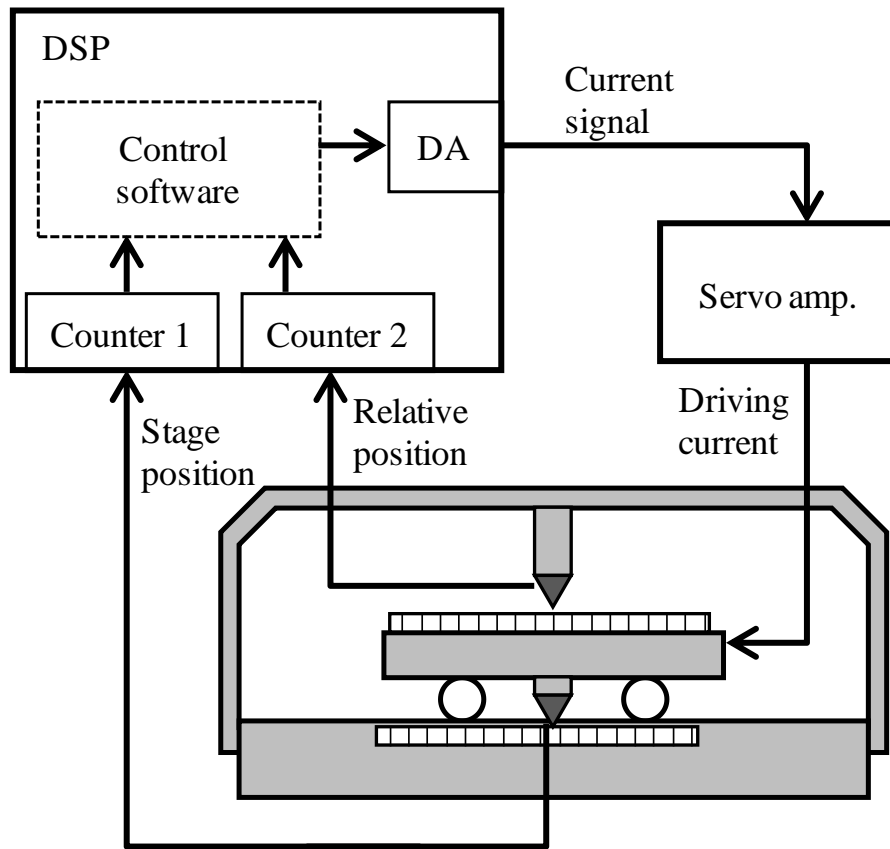 DSP
Current
signal
Control
software
DA
Servo amp.
Counter 1
Counter 2
Stage
position
Relative
position
Driving
current